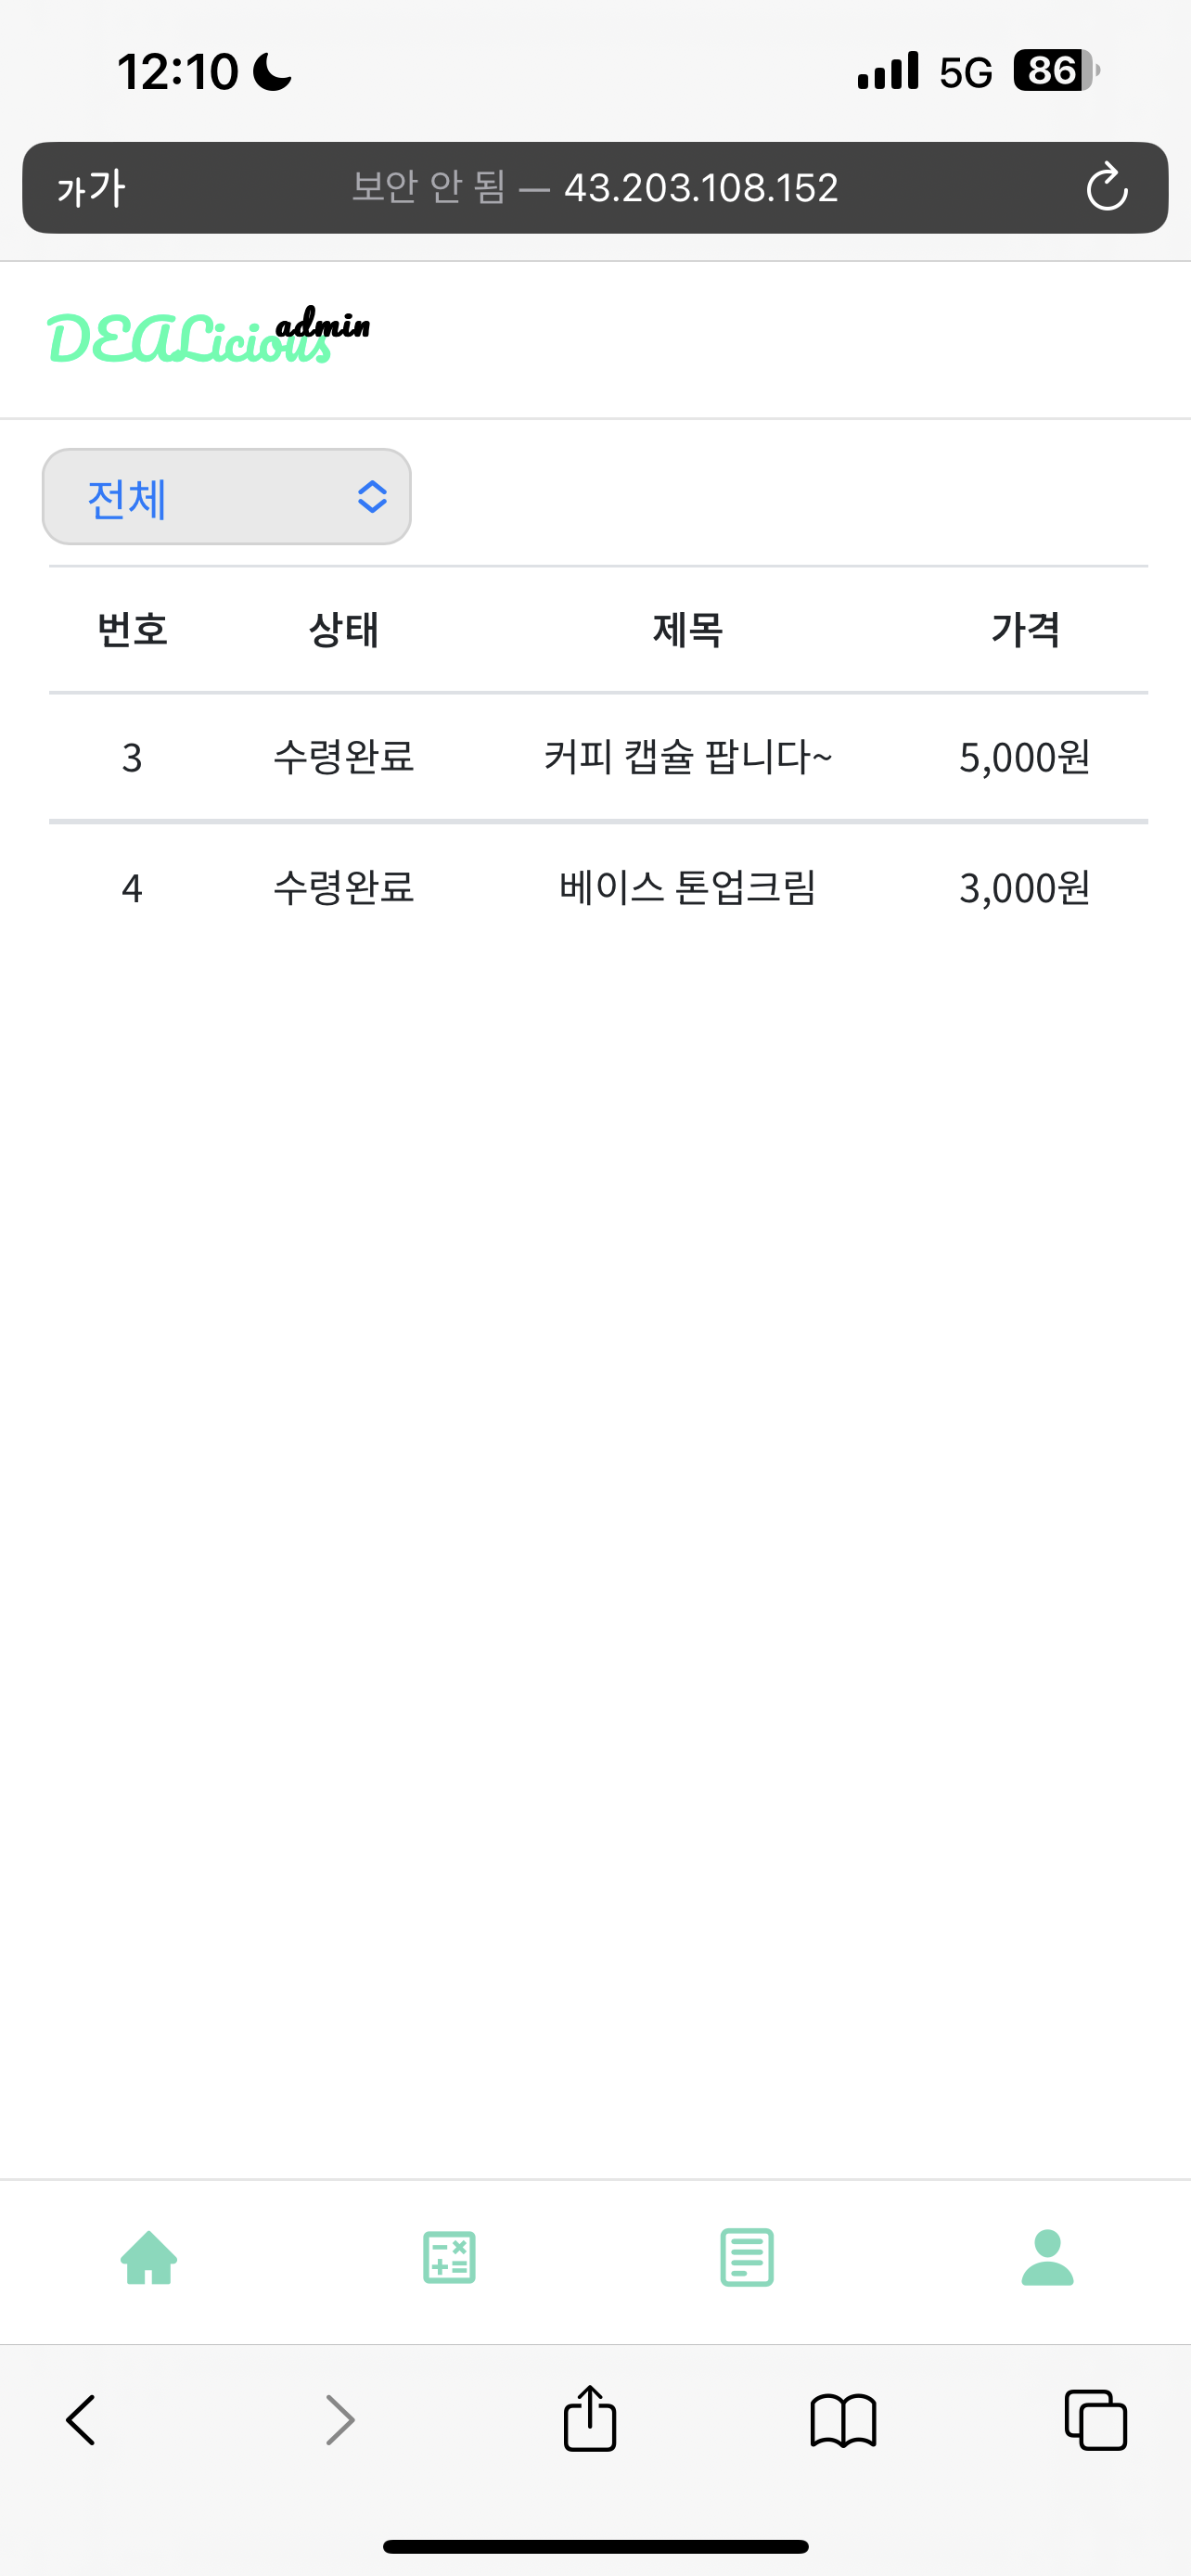 12:10 5G 86
가가 보안 안 됨 — 43.203.108.152
DEALicious admin
전체
번호 상태 제목 가격
3 수령완료 커피 캡슐 팝니다~ 5,000원
4 수령완료 베이스 톤업크림 3,000원